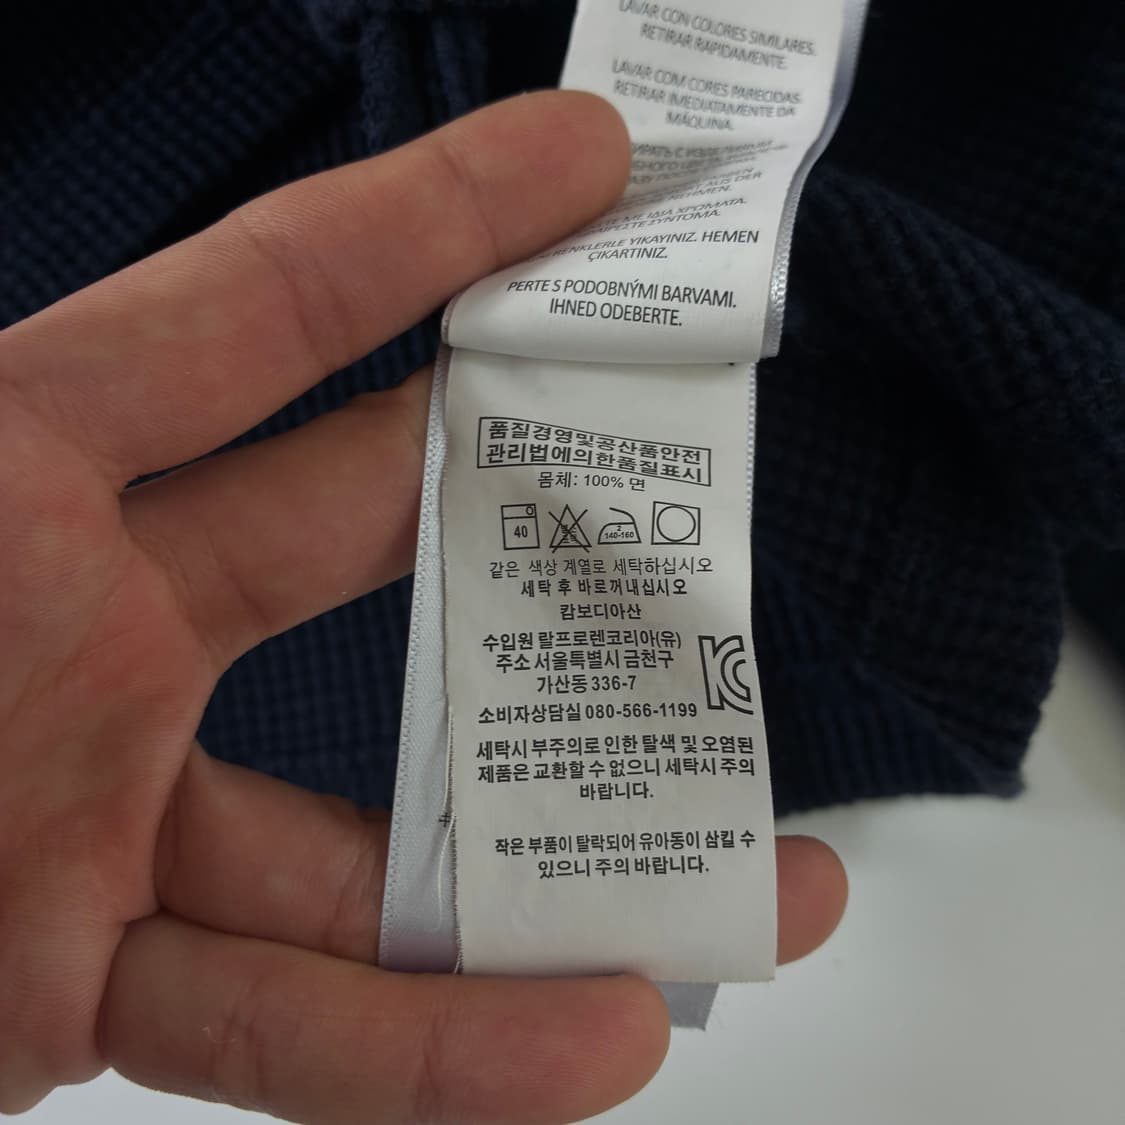 LAVAR CON COLORES SIMILARES.
RETIRAR RAPIDAMENTE.
LAVAR COM CORES PARECIDAS.
RETIRAR IMEDIATAMENTE DA
MÁQUINA.
AUS DER
ΜΕ ΙΔΙΑ ΧΡΩΜΑΤΑ.
ΣΥΝΤΟΜΑ.
RENKLERLE YIKAYINIZ. HEMEN
ÇIKARTINIZ.
PERTE S PODOBNÝMI BARVAMI.
IHNED ODEBERTE.
품질경영및공산품안전
관리법에의한품질표시
몸체: 100% 면
40
2
140-160
같은 색상 계열로 세탁하십시오
세탁 후 바로꺼내십시오
캄보디아산
수입원 랄프로렌코리아(유)
주소 서울특별시 금천구
가산동 336-7
소비자상담실 080-566-1199
KC
세탁시 부주의로 인한 탈색 및 오염된
제품은 교환할 수 없으니 세탁시 주의
바랍니다.
작은 부품이 탈락되어 유아동이 삼킬 수
있으니 주의 바랍니다.